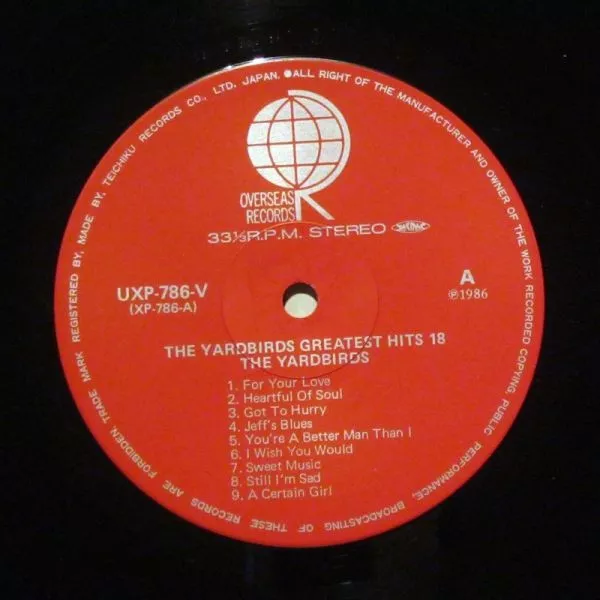 TRADE MARK REGISTERED BY, MADE BY, TEICHIKU RECORDS CO., LTD. JAPAN. ●ALL RIGHT OF THE MANUFACTURER AND OWNER OF THE WORK RECORDED COPYING, PUBLIC PERFORMANCE, BROADCASTING OF THESE RECORDS ARE FORBIDDEN.
OVERSEAS
RECORDS
33⅓R.P.M. STEREO
UXP-786-V
(XP-786-A)
A
℗1986
THE YARDBIRDS GREATEST HITS 18
THE YARDBIRDS
1. For Your Love
2. Heartful Of Soul
3. Got To Hurry
4. Jeff's Blues
5. You're A Better Man Than I
6. I Wish You Would
7. Sweet Music
8. Still I'm Sad
9. A Certain Girl